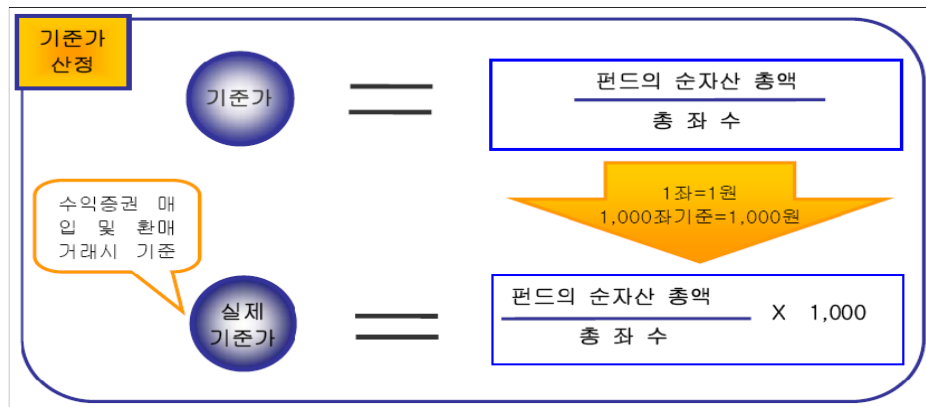 기준가
산정
기준가
펀드의 순자산 총액
총 좌 수
1좌=1원
1,000좌기준=1,000원
수익증권 매
입 및 환매
거래시 기준
실제
기준가
펀드의 순자산 총액
X 1,000
총 좌 수